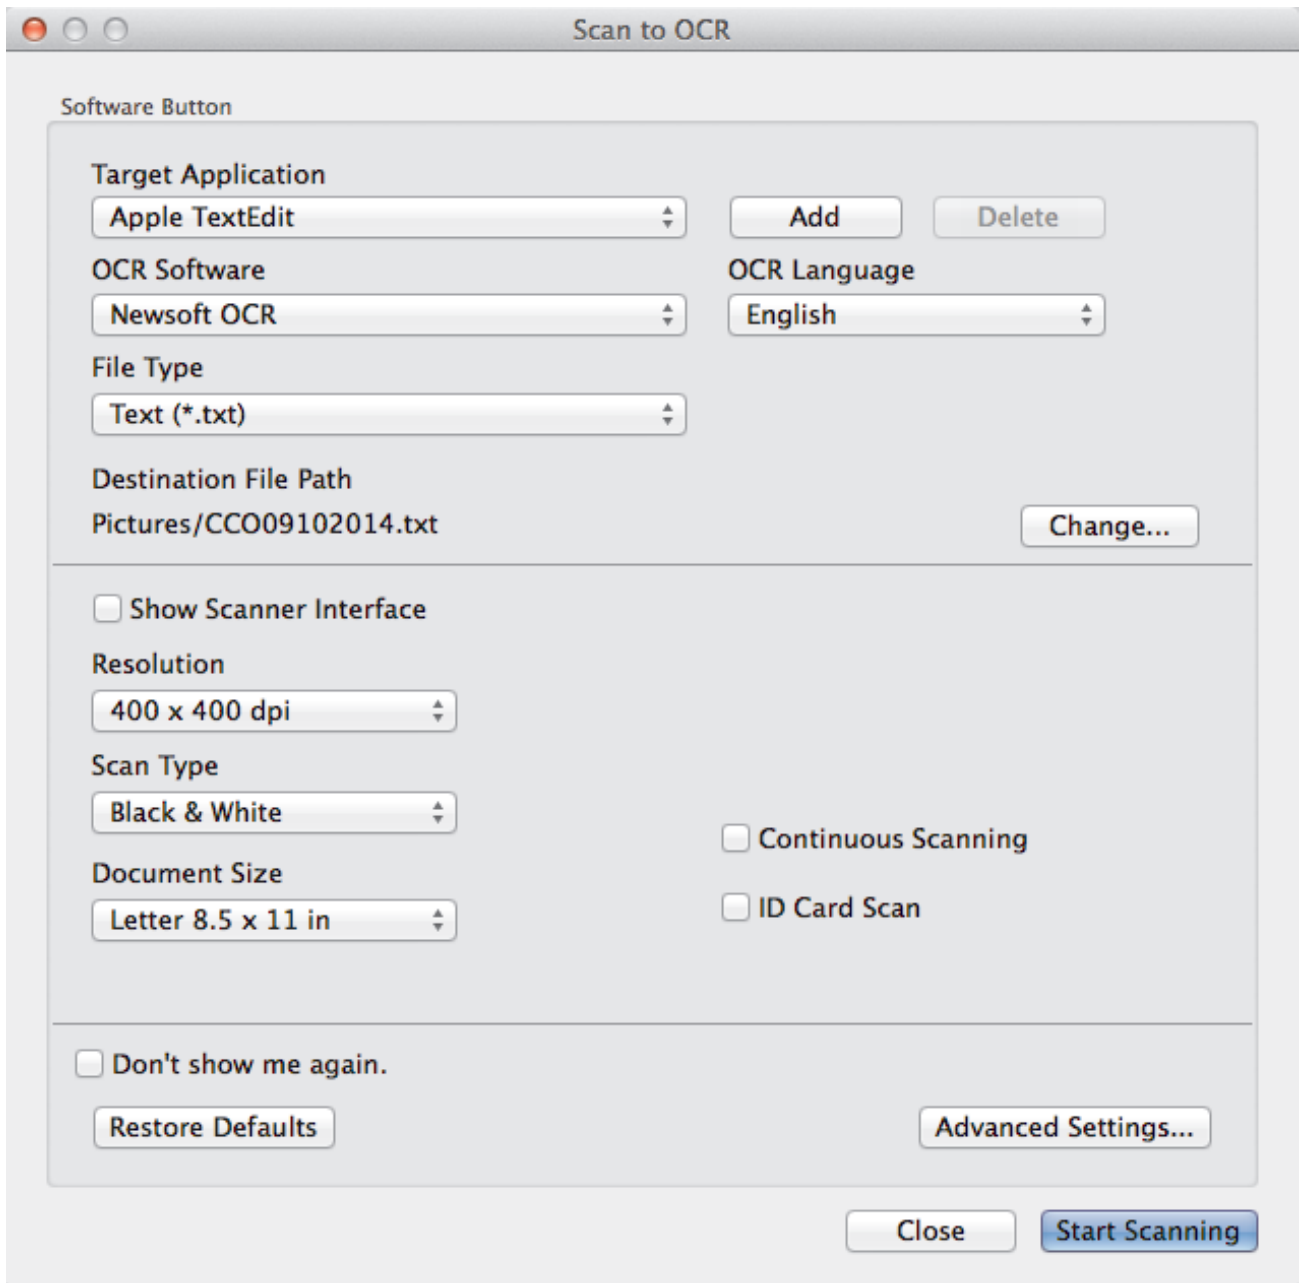 Scan to OCR
Software Button
Target Application
Apple TextEdit Add Delete
OCR Software OCR Language
Newsoft OCR English
File Type
Text (*.txt)
Destination File Path
Pictures/CCO09102014.txt Change...
Show Scanner Interface
Resolution
400 x 400 dpi
Scan Type
Black & White
Continuous Scanning
Document Size
Letter 8.5 x 11 in ID Card Scan
Don't show me again.
Restore Defaults Advanced Settings...
Close Start Scanning